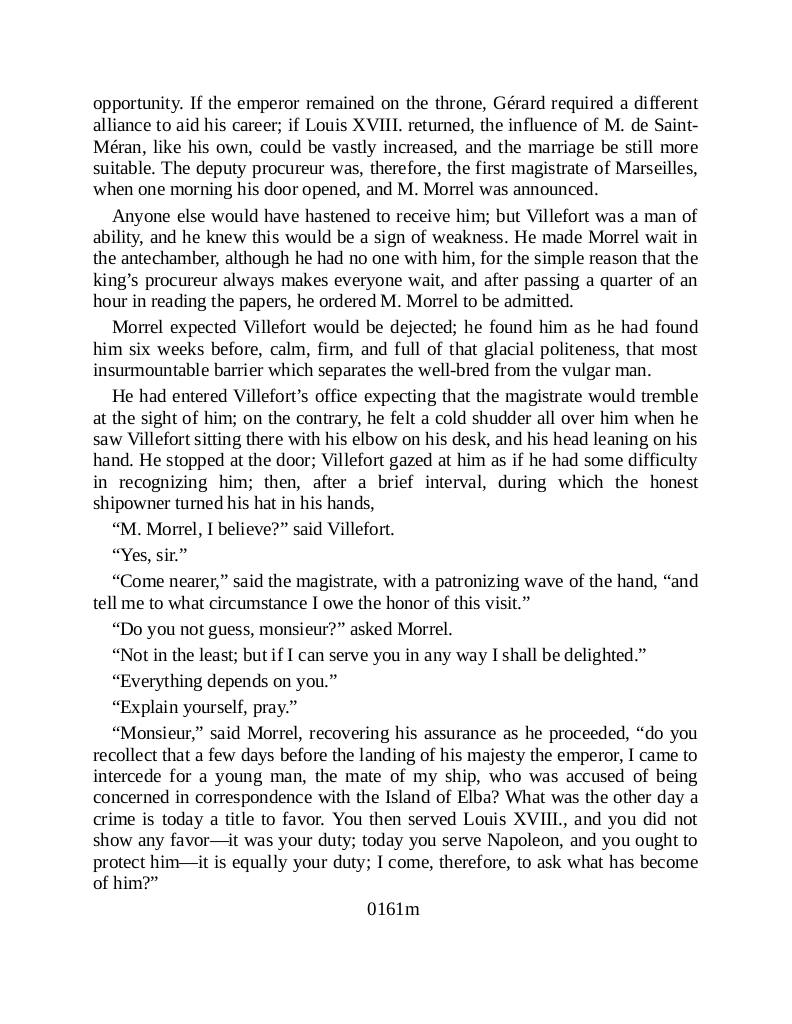 opportunity. If the emperor remained on the throne, Gérard required a different
alliance to aid his career; if Louis XVIII. returned, the influence of M. de Saint-
Méran, like his own, could be vastly increased, and the marriage be still more
suitable. The deputy procureur was, therefore, the first magistrate of Marseilles,
when one morning his door opened, and M. Morrel was announced.
Anyone else would have hastened to receive him; but Villefort was a man of
ability, and he knew this would be a sign of weakness. He made Morrel wait in
the antechamber, although he had no one with him, for the simple reason that the
king’s procureur always makes everyone wait, and after passing a quarter of an
hour in reading the papers, he ordered M. Morrel to be admitted.
Morrel expected Villefort would be dejected; he found him as he had found
him six weeks before, calm, firm, and full of that glacial politeness, that most
insurmountable barrier which separates the well-bred from the vulgar man.
He had entered Villefort’s office expecting that the magistrate would tremble
at the sight of him; on the contrary, he felt a cold shudder all over him when he
saw Villefort sitting there with his elbow on his desk, and his head leaning on his
hand. He stopped at the door; Villefort gazed at him as if he had some difficulty
in recognizing him; then, after a brief interval, during which the honest
shipowner turned his hat in his hands,
“M. Morrel, I believe?” said Villefort.
“Yes, sir.”
“Come nearer,” said the magistrate, with a patronizing wave of the hand, “and
tell me to what circumstance I owe the honor of this visit.”
“Do you not guess, monsieur?” asked Morrel.
“Not in the least; but if I can serve you in any way I shall be delighted.”
“Everything depends on you.”
“Explain yourself, pray.”
“Monsieur,” said Morrel, recovering his assurance as he proceeded, “do you
recollect that a few days before the landing of his majesty the emperor, I came to
intercede for a young man, the mate of my ship, who was accused of being
concerned in correspondence with the Island of Elba? What was the other day a
crime is today a title to favor. You then served Louis XVIII., and you did not
show any favor—it was your duty; today you serve Napoleon, and you ought to
protect him—it is equally your duty; I come, therefore, to ask what has become
of him?”
0161m